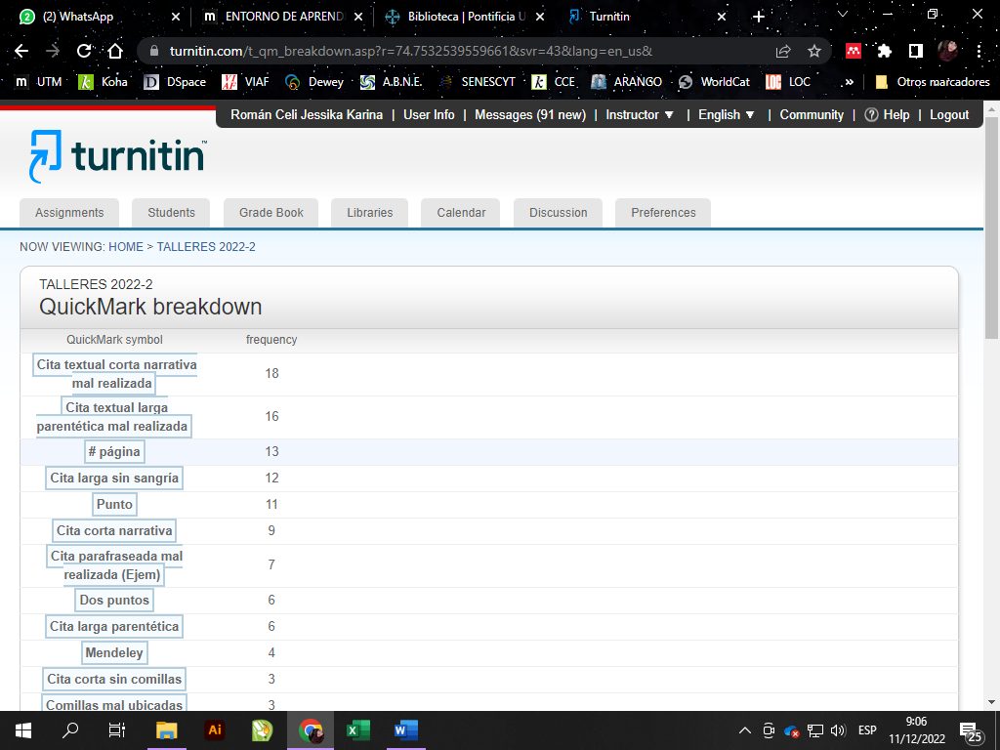 (2) WhatsApp
ENTORNO DE APREND
Biblioteca | Pontificia U
Turnitin
turnitin.com/t_qm_breakdown.asp?r=74.7532539559661&svr=43&lang=en_us&
UTM
Koha
DSpace
VIAF
Dewey
A.B.N.E.
SENESCYT
CCE
ARANGO
WorldCat
LOC
»
Otros marcadores
Román Celi Jessika Karina | User Info | Messages (91 new) | Instructor ▼ | English ▼ | Community | ? Help | Logout
turnitin™
Assignments
Students
Grade Book
Libraries
Calendar
Discussion
Preferences
NOW VIEWING: HOME > TALLERES 2022-2
TALLERES 2022-2
QuickMark breakdown
QuickMark symbol frequency
Cita textual corta narrativa
mal realizada
18
Cita textual larga
parentética mal realizada
16
# página 13
Cita larga sin sangría 12
Punto 11
Cita corta narrativa 9
Cita parafraseada mal
realizada (Ejem)
7
Dos puntos 6
Cita larga parentética 6
Mendeley 4
Cita corta sin comillas 3
Comillas mal ubicadas 3
ESP
9:06
11/12/2022
25